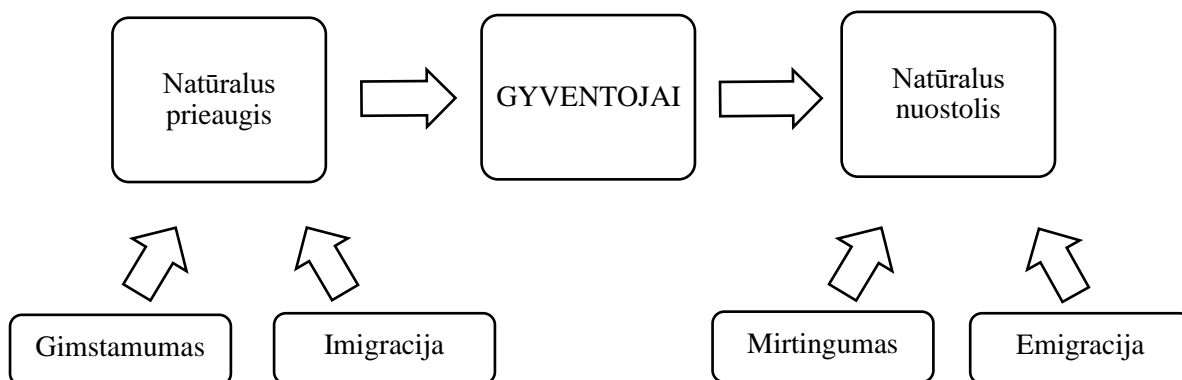 Natūralus
prieaugis
GYVENTOJAI
Natūralus
nuostolis
Gimstamumas
Imigracija
Mirtingumas
Emigracija